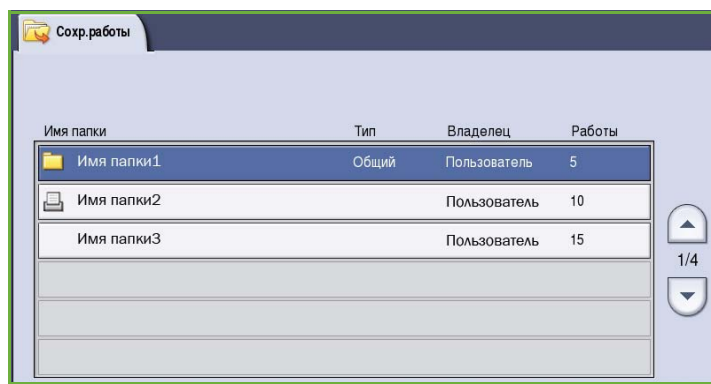 Сохр.работы
Имя папки Тип Владелец Работы
Имя папки1 Общий Пользователь 5
Имя папки2 Пользователь 10
Имя папки3 Пользователь 15
1/4